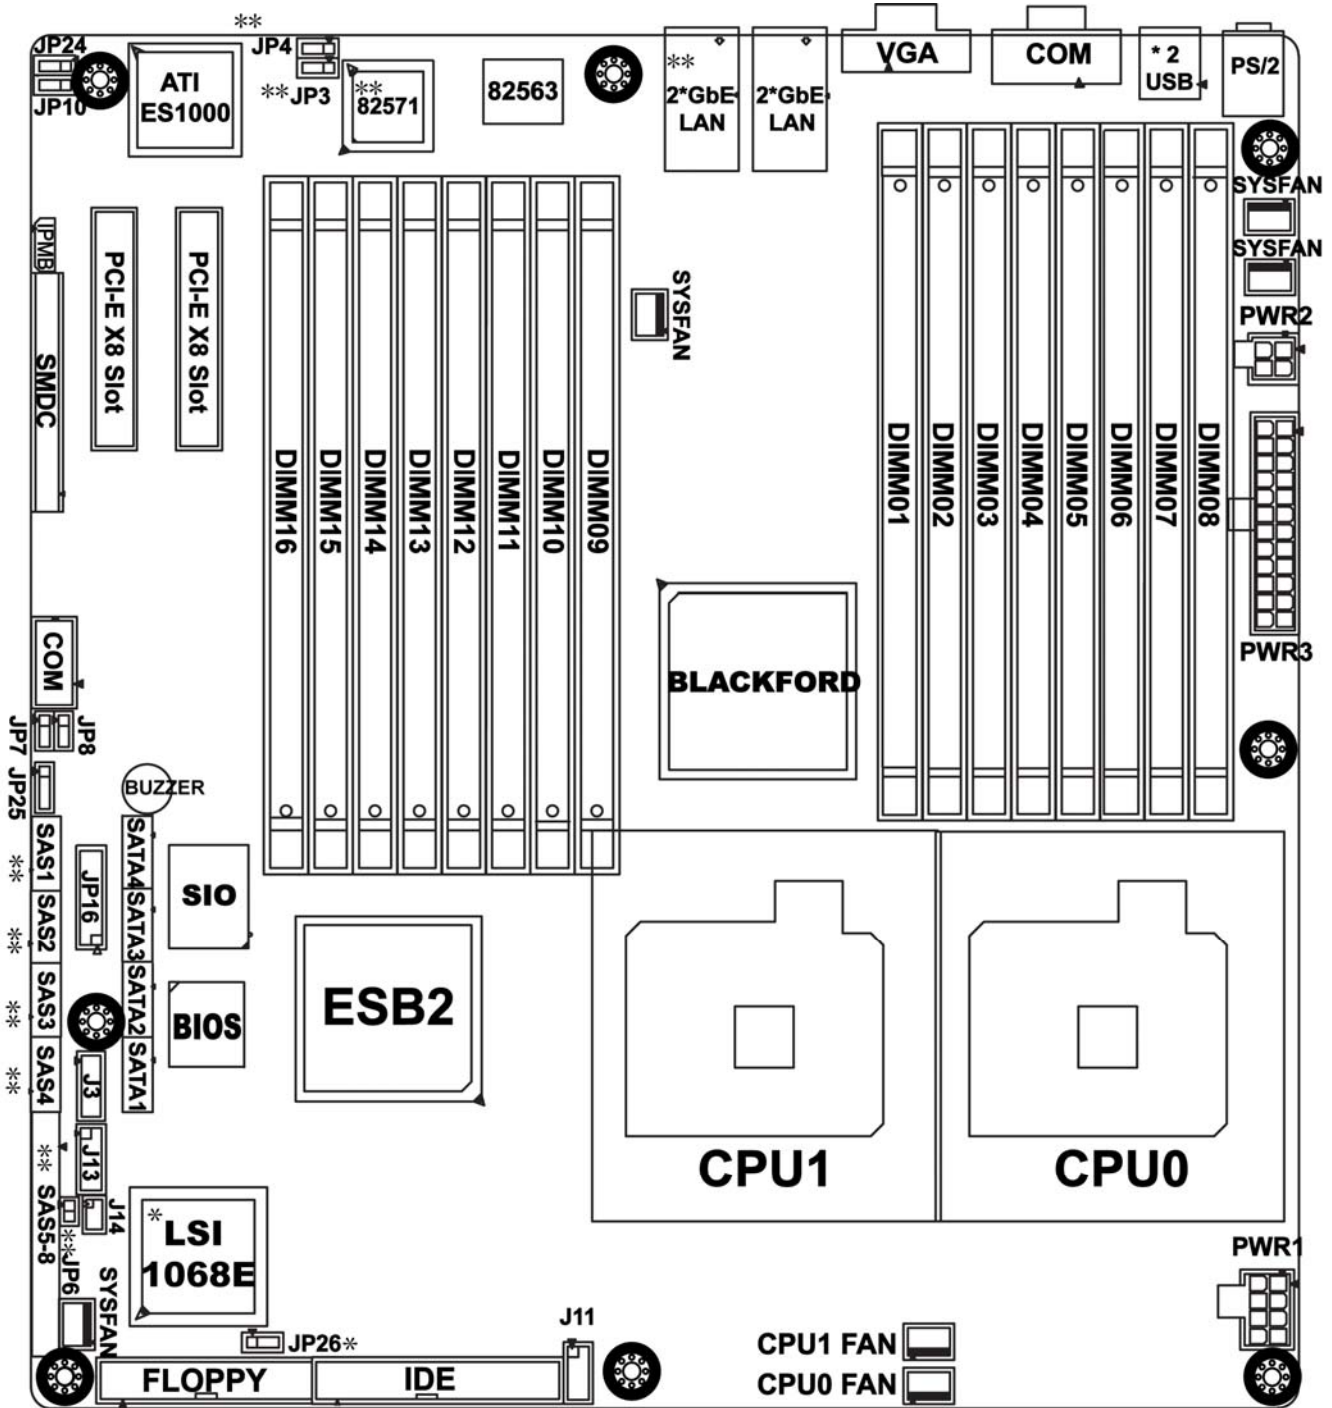 **
JP24
JP4
JP10
ATI
ES1000
**JP3
**
82571
82563
**
2*GbE
LAN
2*GbE
LAN
VGA
COM
* 2
USB
PS/2
SYSFAN
SYSFAN
PWR2
PWR3
IPMB
SMDC
PCI-E X8 Slot
PCI-E X8 Slot
DIMM16
DIMM15
DIMM14
DIMM13
DIMM12
DIMM11
DIMM10
DIMM09
SYSFAN
DIMM01
DIMM02
DIMM03
DIMM04
DIMM05
DIMM06
DIMM07
DIMM08
BLACKFORD
COM
JP7
JP8
JP25
BUZZER
SAS1
**
SAS2
**
SAS3
**
SAS4
**
** SAS5-8
JP16
SATA4
SATA3
SATA2
SATA1
SIO
BIOS
ESB2
J3
J13
J14
**JP6
SYSFAN
*LSI
1068E
JP26*
FLOPPY
IDE
J11
CPU1
CPU0
PWR1
CPU1 FAN
CPU0 FAN